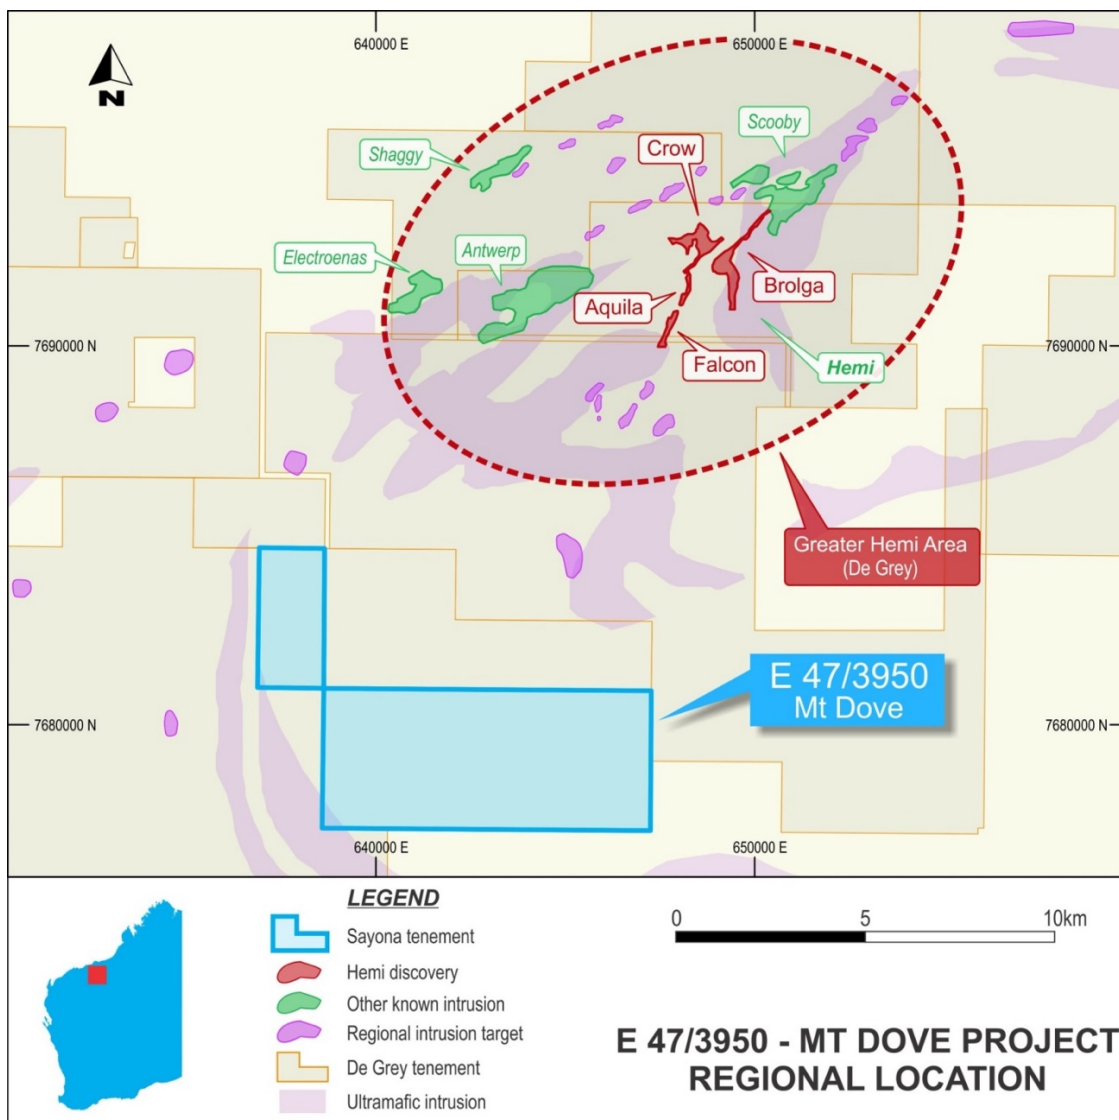 640000 E
650000 E
N
Scooby
Crow
Shaggy
Electroenas
Antwerp
Brolga
Aquila
7690000 N
7690000 N
Falcon
Hemi
Greater Hemi Area
(De Grey)
E 47/3950
Mt Dove
7680000 N
7680000 N
640000 E
650000 E
LEGEND
Sayona tenement
Hemi discovery
Other known intrusion
Regional intrusion target
De Grey tenement
Ultramafic intrusion
0
5
10km
E 47/3950 - MT DOVE PROJECT
REGIONAL LOCATION